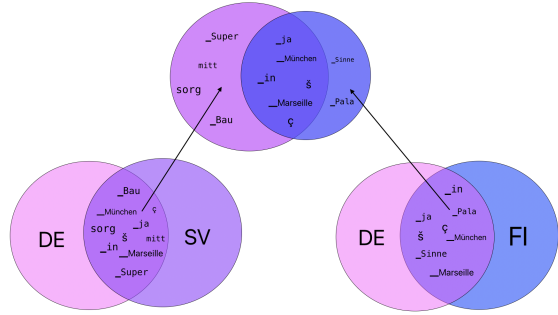 _Super
mitt
sorg
_Bau
_ja
_München
_in
š
_Marseille
ç
_Sinne
_Pala
DE
_Bau
_München
ç
sorg
_ja
š
mitt
_in
_Marseille
_Super
SV
DE
_in
_Pala
_ja
ç
š
_München
_Sinne
_Marseille
FI